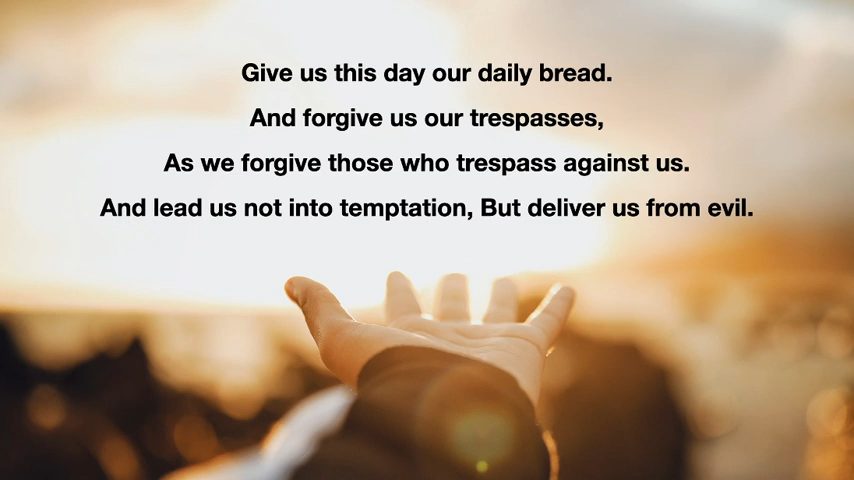 Give us this day our daily bread.
And forgive us our trespasses,
As we forgive those who trespass against us.
And lead us not into temptation, But deliver us from evil.